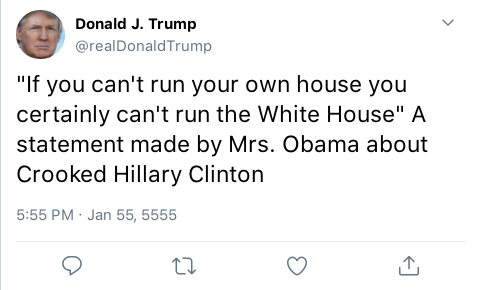 Donald J. Trump
@realDonaldTrump
"If you can't run your own house you
certainly can't run the White House" A
statement made by Mrs. Obama about
Crooked Hillary Clinton
5:55 PM · Jan 55, 5555